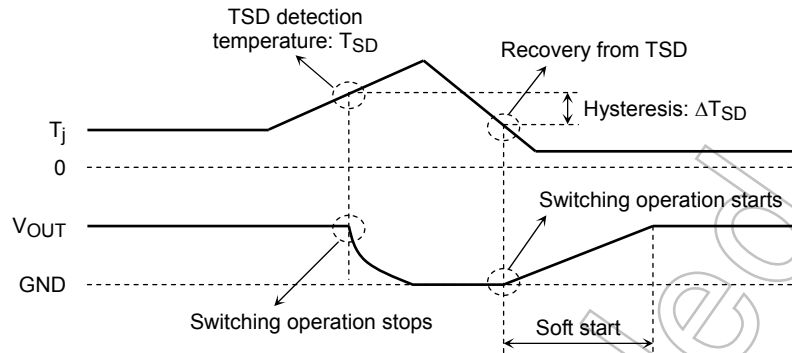 TSD detection
temperature: TSD
Recovery from TSD
Hysteresis: ΔTSD
Tj
0
Switching operation starts
VOUT
GND
Switching operation stops
Soft start